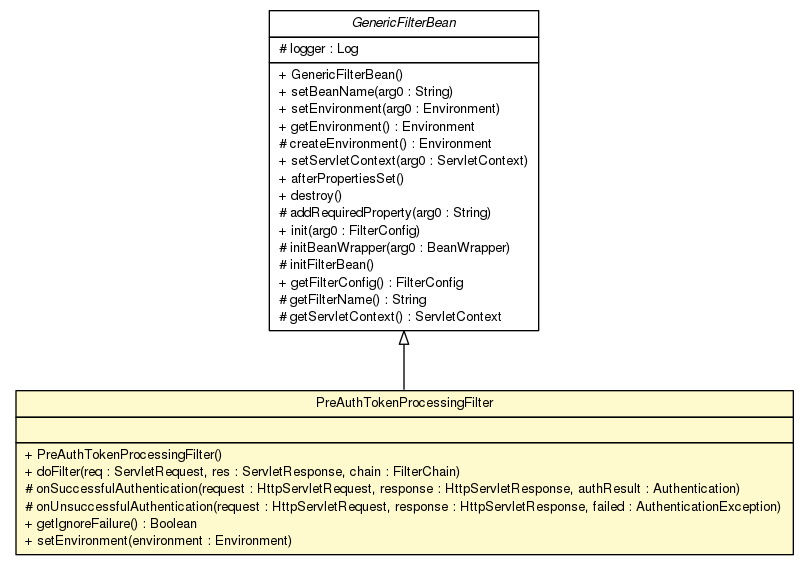 GenericFilterBean
# logger : Log
+ GenericFilterBean()
+ setBeanName(arg0 : String)
+ setEnvironment(arg0 : Environment)
+ getEnvironment() : Environment
# createEnvironment() : Environment
+ setServletContext(arg0 : ServletContext)
+ afterPropertiesSet()
+ destroy()
# addRequiredProperty(arg0 : String)
+ init(arg0 : FilterConfig)
# initBeanWrapper(arg0 : BeanWrapper)
# initFilterBean()
+ getFilterConfig() : FilterConfig
# getFilterName() : String
# getServletContext() : ServletContext
PreAuthTokenProcessingFilter
+ PreAuthTokenProcessingFilter()
+ doFilter(req : ServletRequest, res : ServletResponse, chain : FilterChain)
# onSuccessfulAuthentication(request : HttpServletRequest, response : HttpServletResponse, authResult : Authentication)
# onUnsuccessfulAuthentication(request : HttpServletRequest, response : HttpServletResponse, failed : AuthenticationException)
+ getIgnoreFailure() : Boolean
+ setEnvironment(environment : Environment)